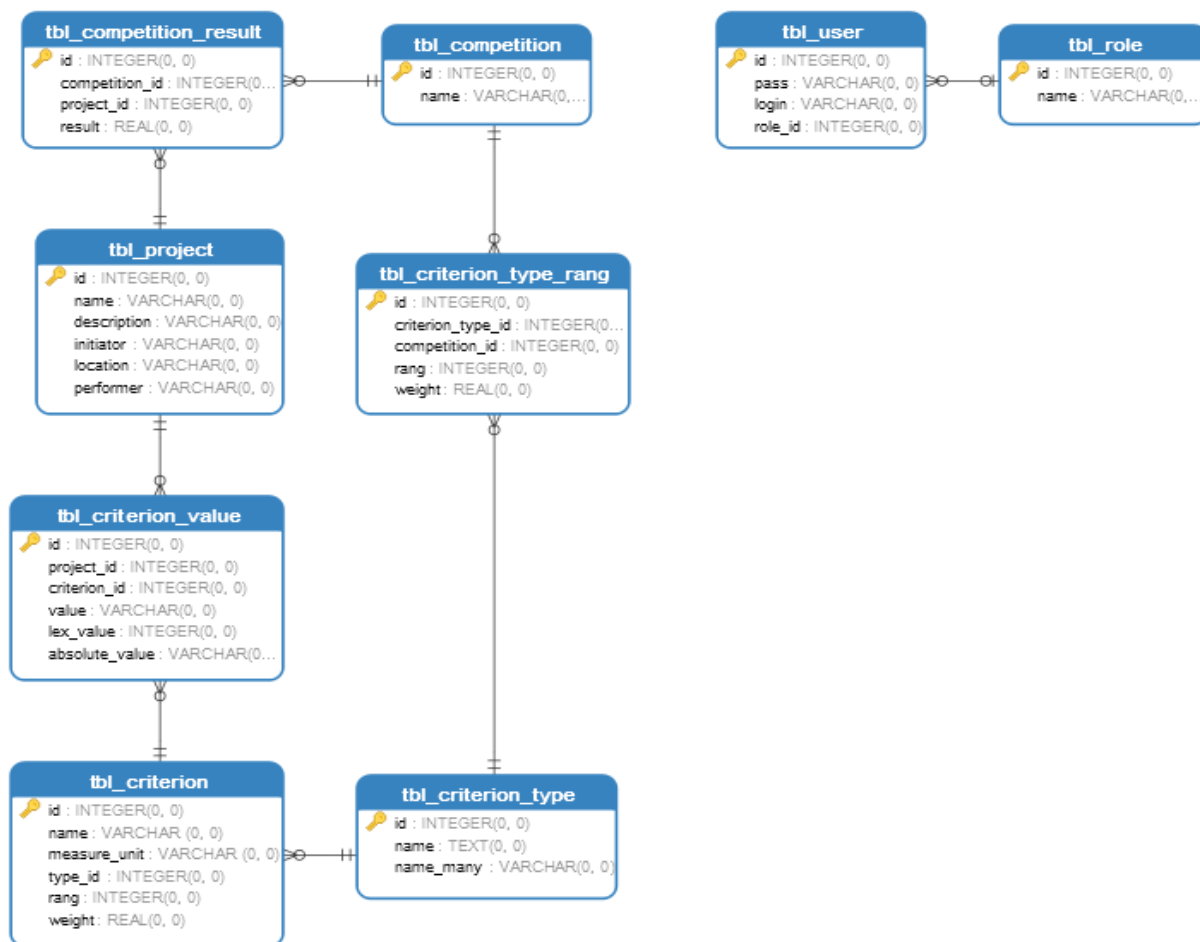 tbl_competition_result
id : INTEGER(0, 0)
competition_id : INTEGER(0...
project_id : INTEGER(0, 0)
result : REAL(0, 0)
tbl_competition
id : INTEGER(0, 0)
name : VARCHAR(0,...
tbl_user
id : INTEGER(0, 0)
pass : VARCHAR(0, 0)
login : VARCHAR(0, 0)
role_id : INTEGER(0, 0)
tbl_role
id : INTEGER(0, 0)
name : VARCHAR(0,...
tbl_project
id : INTEGER(0, 0)
name : VARCHAR(0, 0)
description : VARCHAR(0, 0)
initiator : VARCHAR(0, 0)
location : VARCHAR(0, 0)
performer : VARCHAR(0, 0)
tbl_criterion_type_rang
id : INTEGER(0, 0)
criterion_type_id : INTEGER(0...
competition_id : INTEGER(0, 0)
rang : INTEGER(0, 0)
weight : REAL(0, 0)
tbl_criterion_value
id : INTEGER(0, 0)
project_id : INTEGER(0, 0)
criterion_id : INTEGER(0, 0)
value : VARCHAR(0, 0)
lex_value : INTEGER(0, 0)
absolute_value : VARCHAR(0...
tbl_criterion
id : INTEGER(0, 0)
name : VARCHAR (0, 0)
measure_unit : VARCHAR (0, 0)
type_id : INTEGER(0, 0)
rang : INTEGER(0, 0)
weight : REAL(0, 0)
tbl_criterion_type
id : INTEGER(0, 0)
name : TEXT(0, 0)
name_many : VARCHAR(0, 0)